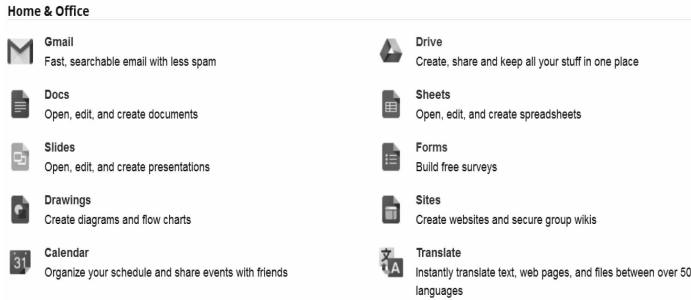 Home & Office
Gmail
Fast, searchable email with less spam
Drive
Create, share and keep all your stuff in one place
Docs
Open, edit, and create documents
Sheets
Open, edit, and create spreadsheets
Slides
Open, edit, and create presentations
Forms
Build free surveys
Drawings
Create diagrams and flow charts
Sites
Create websites and secure group wikis
31
Calendar
Organize your schedule and share events with friends
文A
Translate
Instantly translate text, web pages, and files between over 50
languages